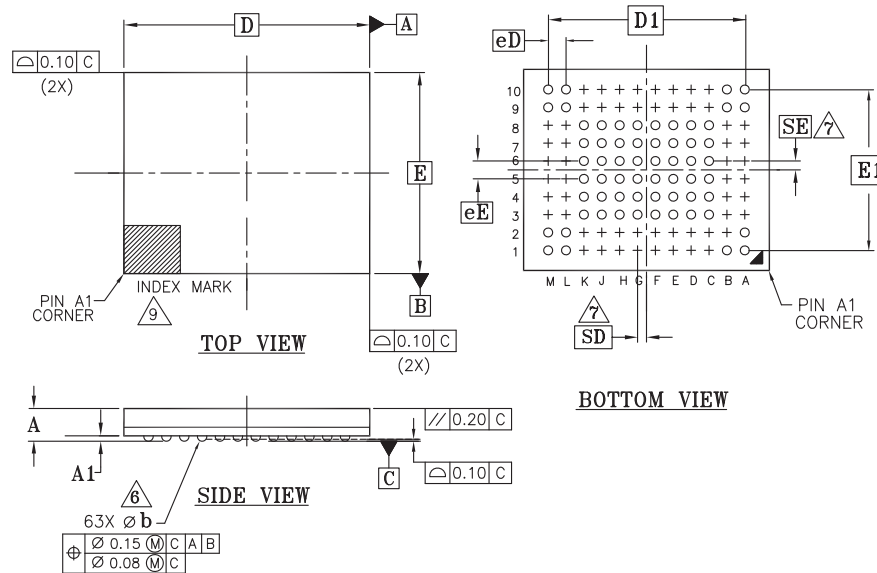 D
A
⌓ 0.10 C
(2X)
E
PIN A1
CORNER
INDEX MARK
9
B
TOP VIEW
⌓ 0.10 C
(2X)
D1
eD
10
9
8
7
6
5
4
3
2
1
SE 7
E1
eE
M L K J H G F E D C B A
7
SD
PIN A1
CORNER
BOTTOM VIEW
A
A1
// 0.20 C
C
⌓ 0.10 C
SIDE VIEW
6
63X Ø b
⌖ Ø 0.15 Ⓜ C A B
Ø 0.08 Ⓜ C